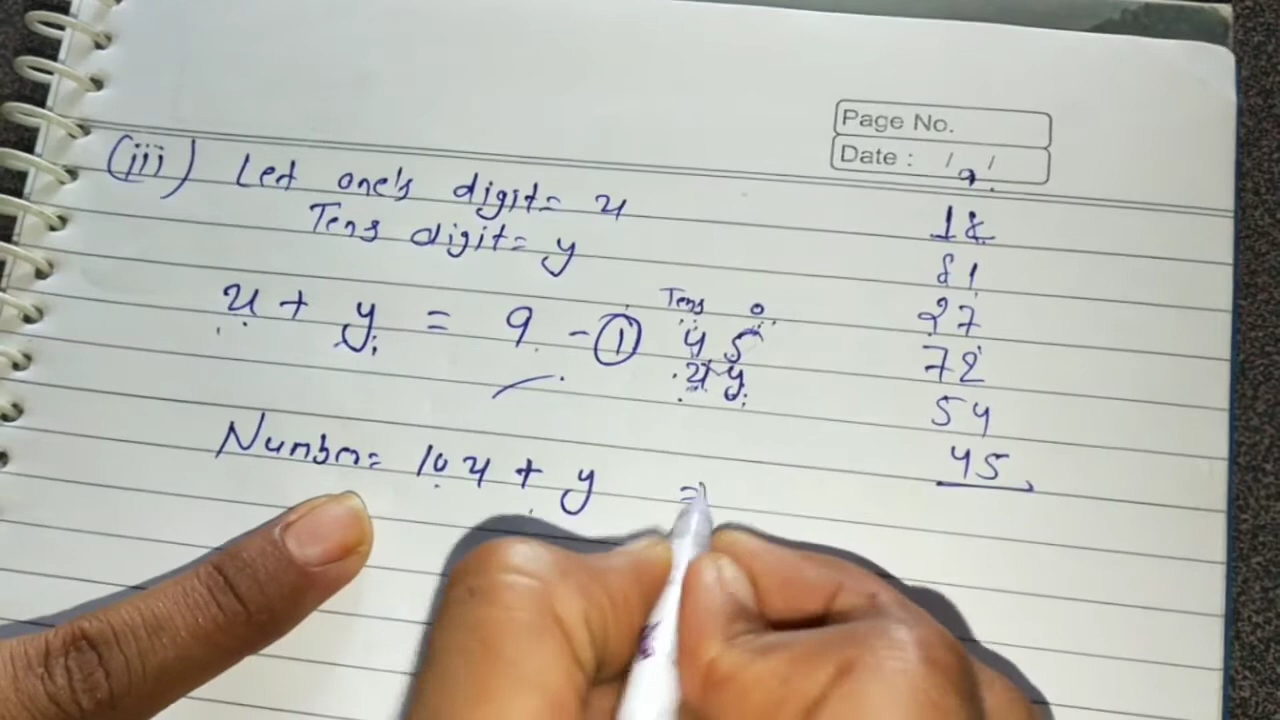 Page No.
Date : / /
9
(iii) Let one's digit = x
Tens digit = y
x + y = 9 - ①
Tens o
4 5
x y
18
81
27
72
54
45
Number = 10x + y =